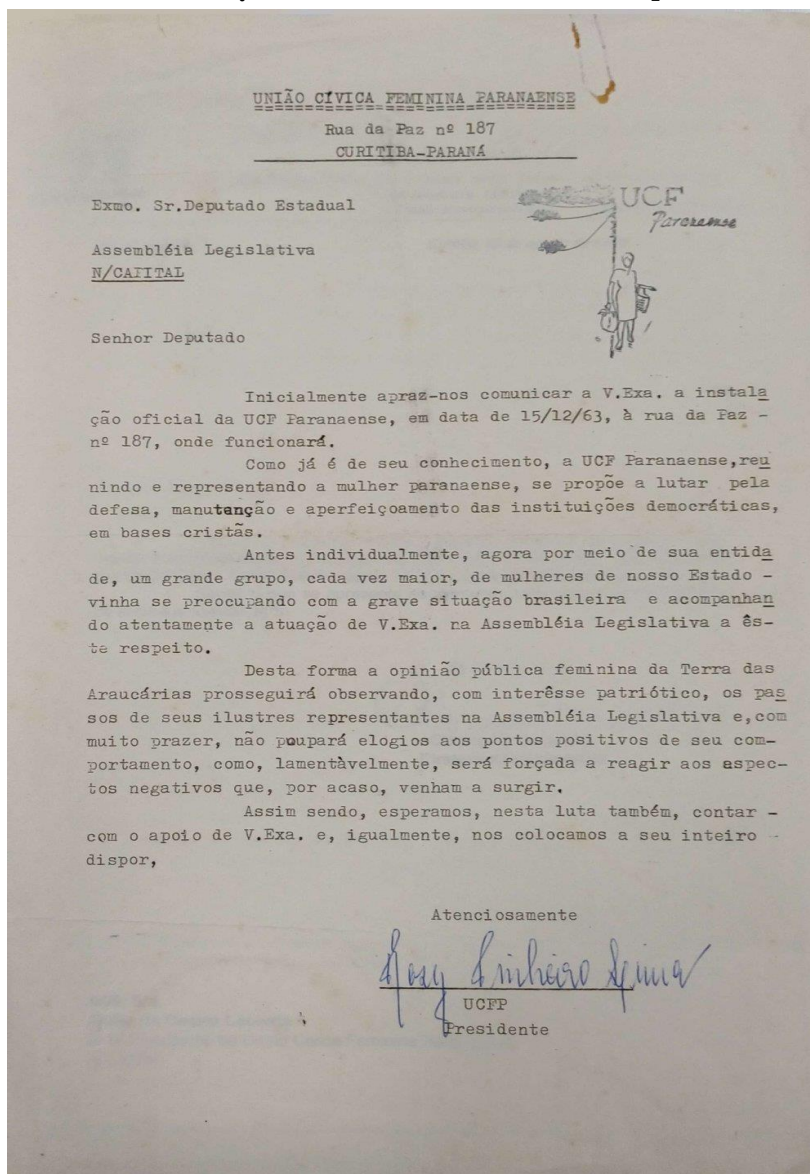 UNIÃO CÍVICA FEMININA PARANAENSE
Rua da Paz nº 187
CURITIBA-PARANÁ
UCF
Paranaense
Exmo. Sr.Deputado Estadual
Assembléia Legislativa
N/CAPITAL
Senhor Deputado
Inicialmente apraz-nos comunicar a V.Exa. a instala
ção oficial da UCF Paranaense, em data de 15/12/63, à rua da Paz -
nº 187, onde funcionará.
Como já é de seu conhecimento, a UCF Paranaense,reu
nindo e representando a mulher paranaense, se propõe a lutar pela
defesa, manutenção e aperfeiçoamento das instituições democráticas,
em bases cristãs.
Antes individualmente, agora por meio de sua entida
de, um grande grupo, cada vez maior, de mulheres de nosso Estado -
vinha se preocupando com a grave situação brasileira e acompanhan
do atentamente a atuação de V.Exa. na Assembléia Legislativa a ês-
te respeito.
Desta forma a opinião pública feminina da Terra das
Araucárias prosseguirá observando, com interêsse patriótico, os pas
sos de seus ilustres representantes na Assembléia Legislativa e,com
muito prazer, não poupará elogios aos pontos positivos de seu com-
portamento, como, lamentàvelmente, será forçada a reagir aos aspec-
tos negativos que, por acaso, venham a surgir.
Assim sendo, esperamos, nesta luta também, contar -
com o apoio de V.Exa. e, igualmente, nos colocamos a seu inteiro -
dispor,
Atenciosamente
Rosy Pinheiro Lima
UCFP
Presidente